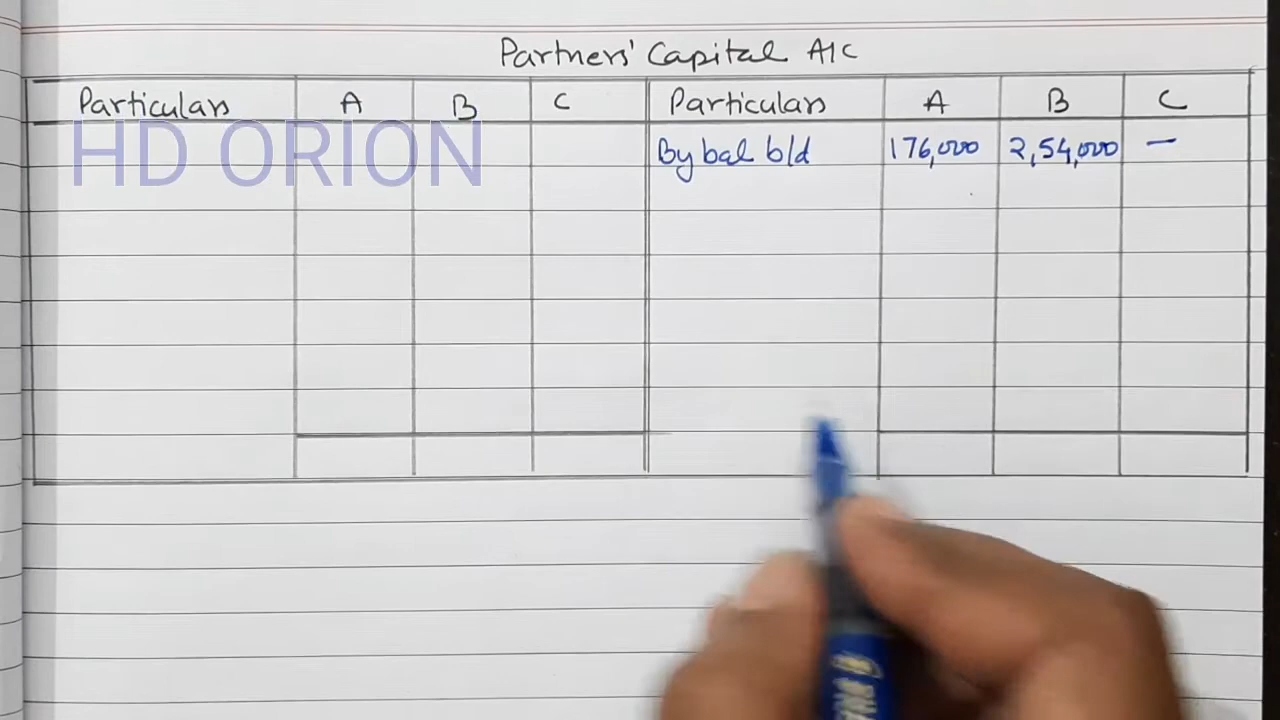 Partners' Capital A/C
Particulars A B C Particulars A B C
HD ORION
By bal b/d 176,000 2,54,000 —